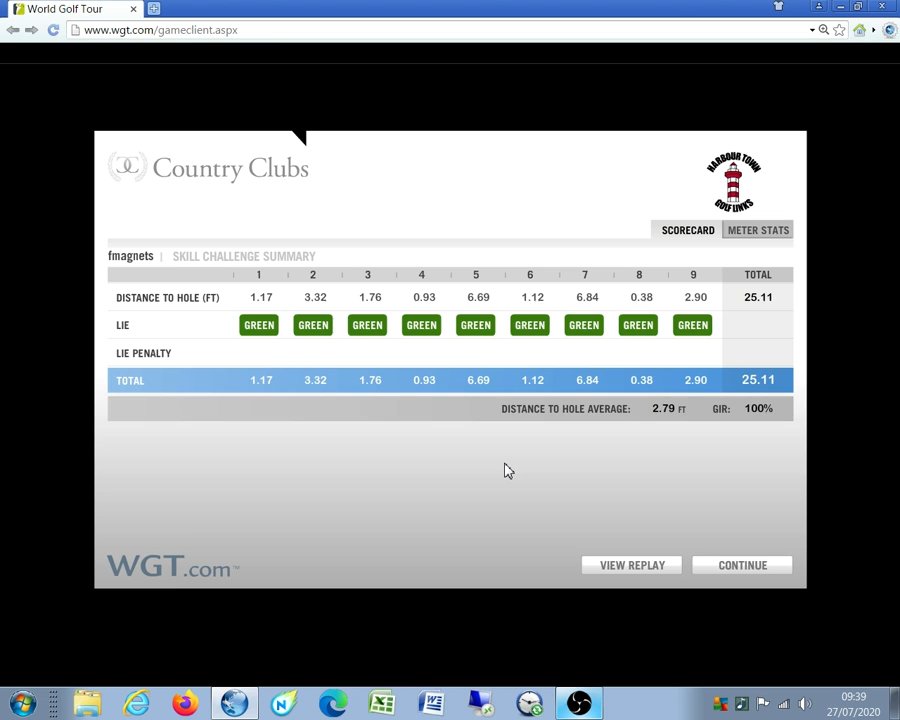 World Golf Tour
www.wgt.com/gameclient.aspx
Country Clubs
HARBOUR TOWN
GOLF LINKS
SCORECARD METER STATS
fmagnets | SKILL CHALLENGE SUMMARY
1 2 3 4 5 6 7 8 9 TOTAL
DISTANCE TO HOLE (FT) 1.17 3.32 1.76 0.93 6.69 1.12 6.84 0.38 2.90 25.11
LIE GREEN GREEN GREEN GREEN GREEN GREEN GREEN GREEN GREEN
LIE PENALTY
TOTAL 1.17 3.32 1.76 0.93 6.69 1.12 6.84 0.38 2.90 25.11
DISTANCE TO HOLE AVERAGE: 2.79 FT GIR: 100%
WGT.com™ VIEW REPLAY CONTINUE
09:39
27/07/2020